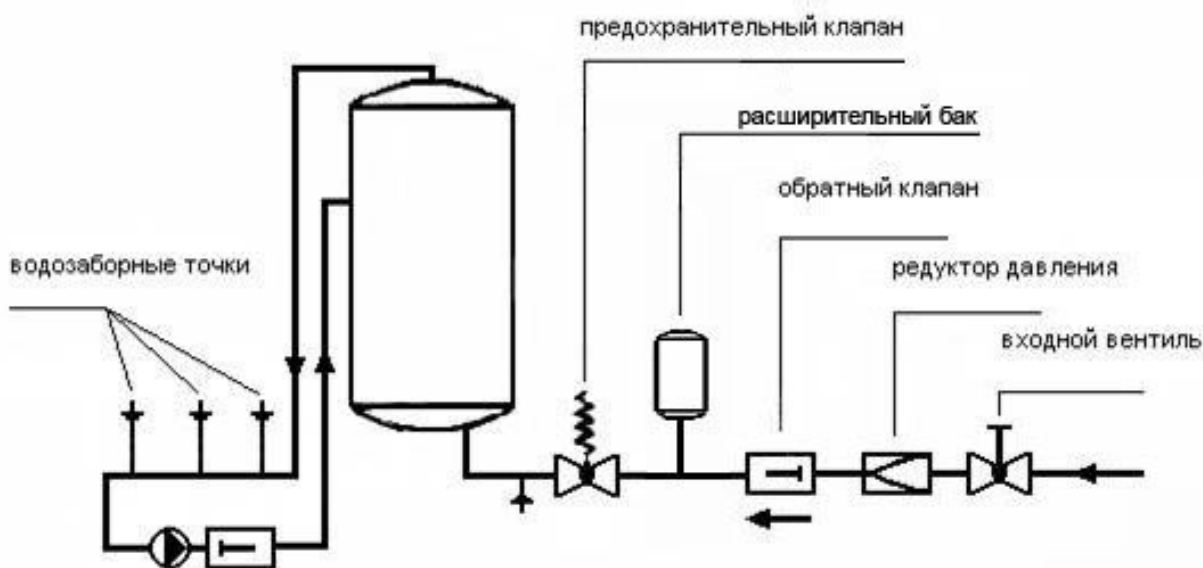 предохранительный клапан
расширительный бак
обратный клапан
водозаборные точки
редуктор давления
входной вентиль